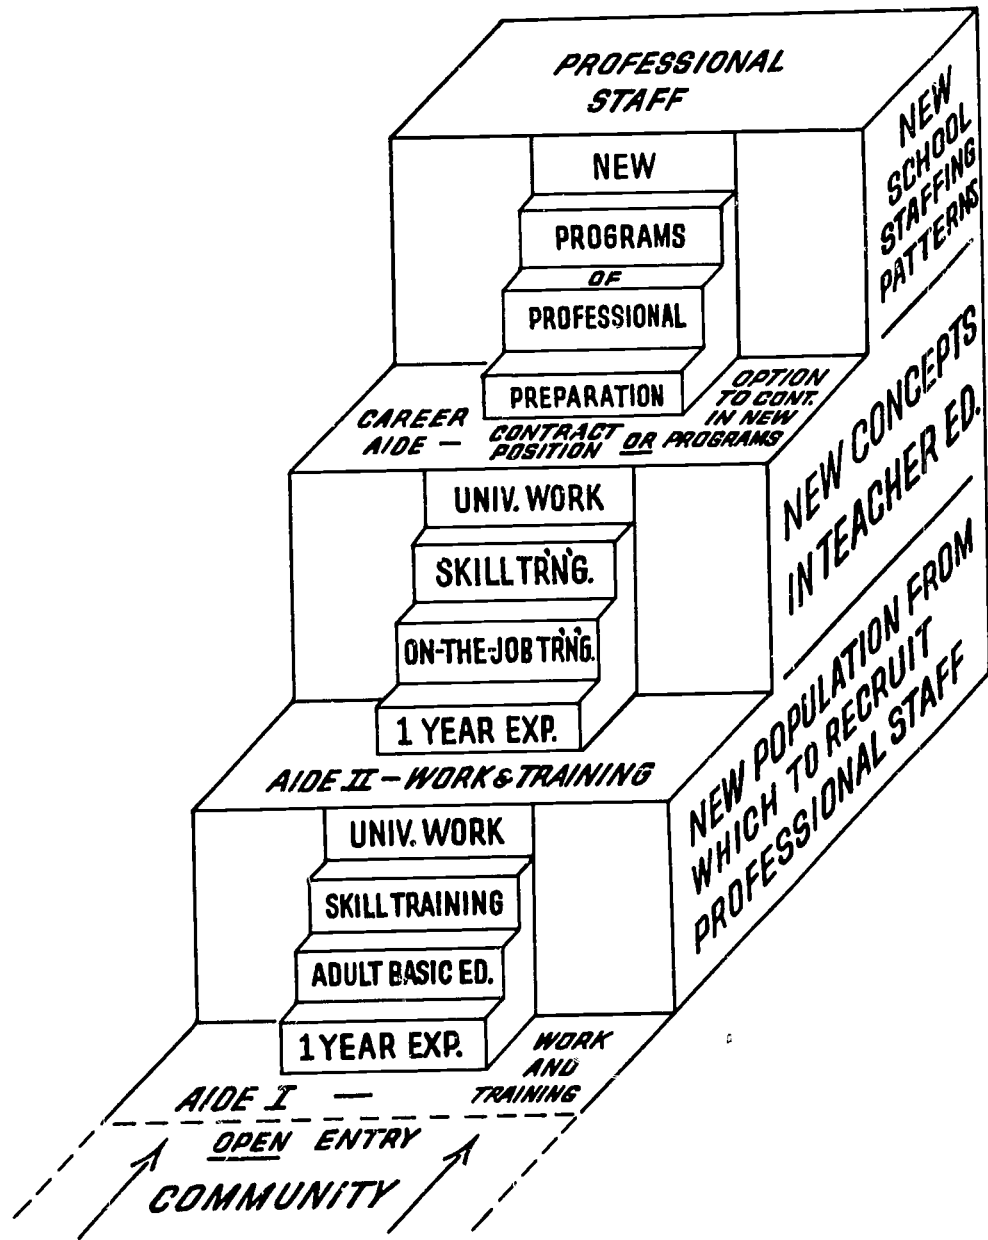 PROFESSIONAL
STAFF
NEW
PROGRAMS
OF
PROFESSIONAL
PREPARATION
CAREER
AIDE —
CONTRACT
POSITION OR
OPTION
TO CONT.
IN NEW
PROGRAMS
UNIV. WORK
SKILL TR'N'G.
ON-THE-JOB TR'N'G.
1 YEAR EXP.
AIDE II — WORK & TRAINING
UNIV. WORK
SKILL TRAINING
ADULT BASIC ED.
1 YEAR EXP.
AIDE I —
WORK
AND
TRAINING
OPEN ENTRY
COMMUNITY
NEW
SCHOOL
STAFFING
PATTERNS
NEW CONCEPTS
IN TEACHER ED.
NEW POPULATION FROM
WHICH TO RECRUIT
PROFESSIONAL STAFF